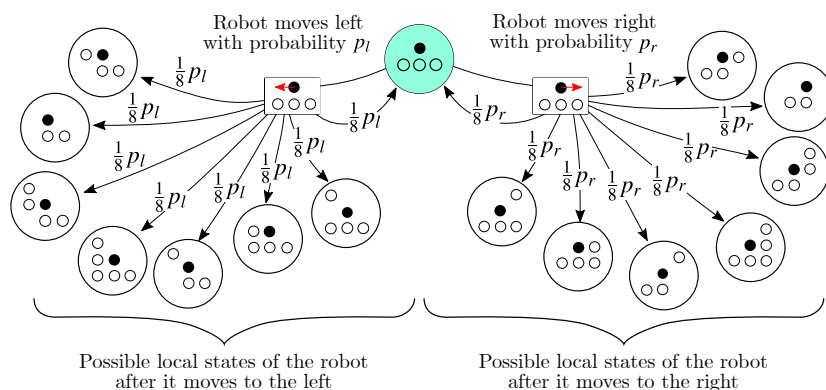 Robot moves left
with probability p_l
Robot moves right
with probability p_r
1/8 p_l
1/8 p_l
1/8 p_l
1/8 p_l
1/8 p_l
1/8 p_l
1/8 p_l
1/8 p_l
1/8 p_r
1/8 p_r
1/8 p_r
1/8 p_r
1/8 p_r
1/8 p_r
1/8 p_r
1/8 p_r
Possible local states of the robot
after it moves to the left
Possible local states of the robot
after it moves to the right